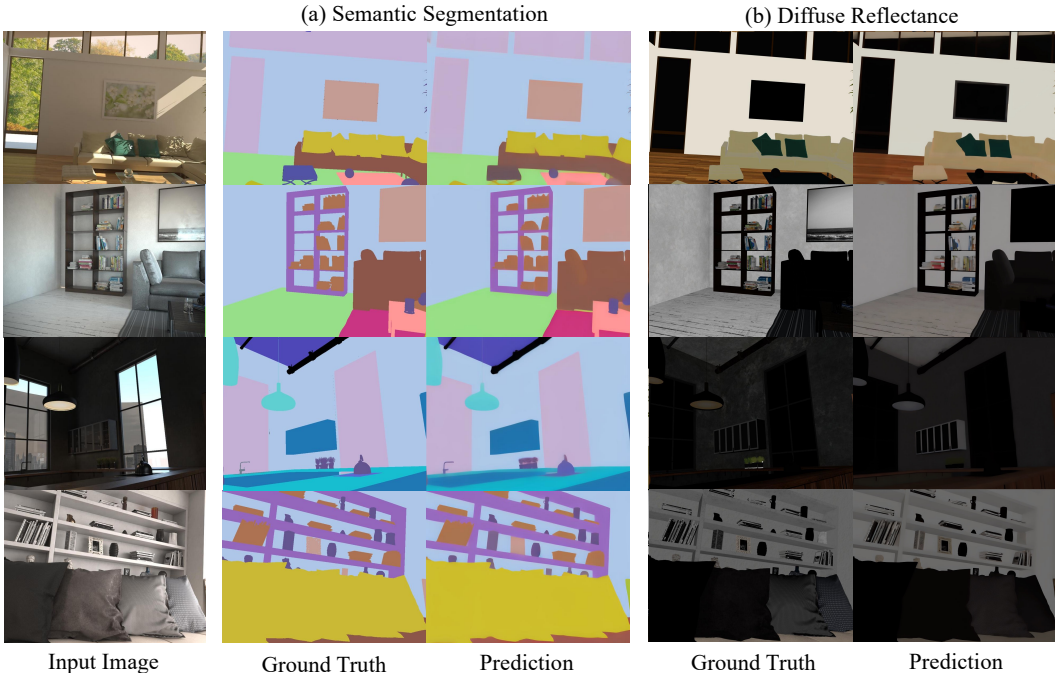 (a) Semantic Segmentation
(b) Diffuse Reflectance
Input Image
Ground Truth
Prediction
Ground Truth
Prediction